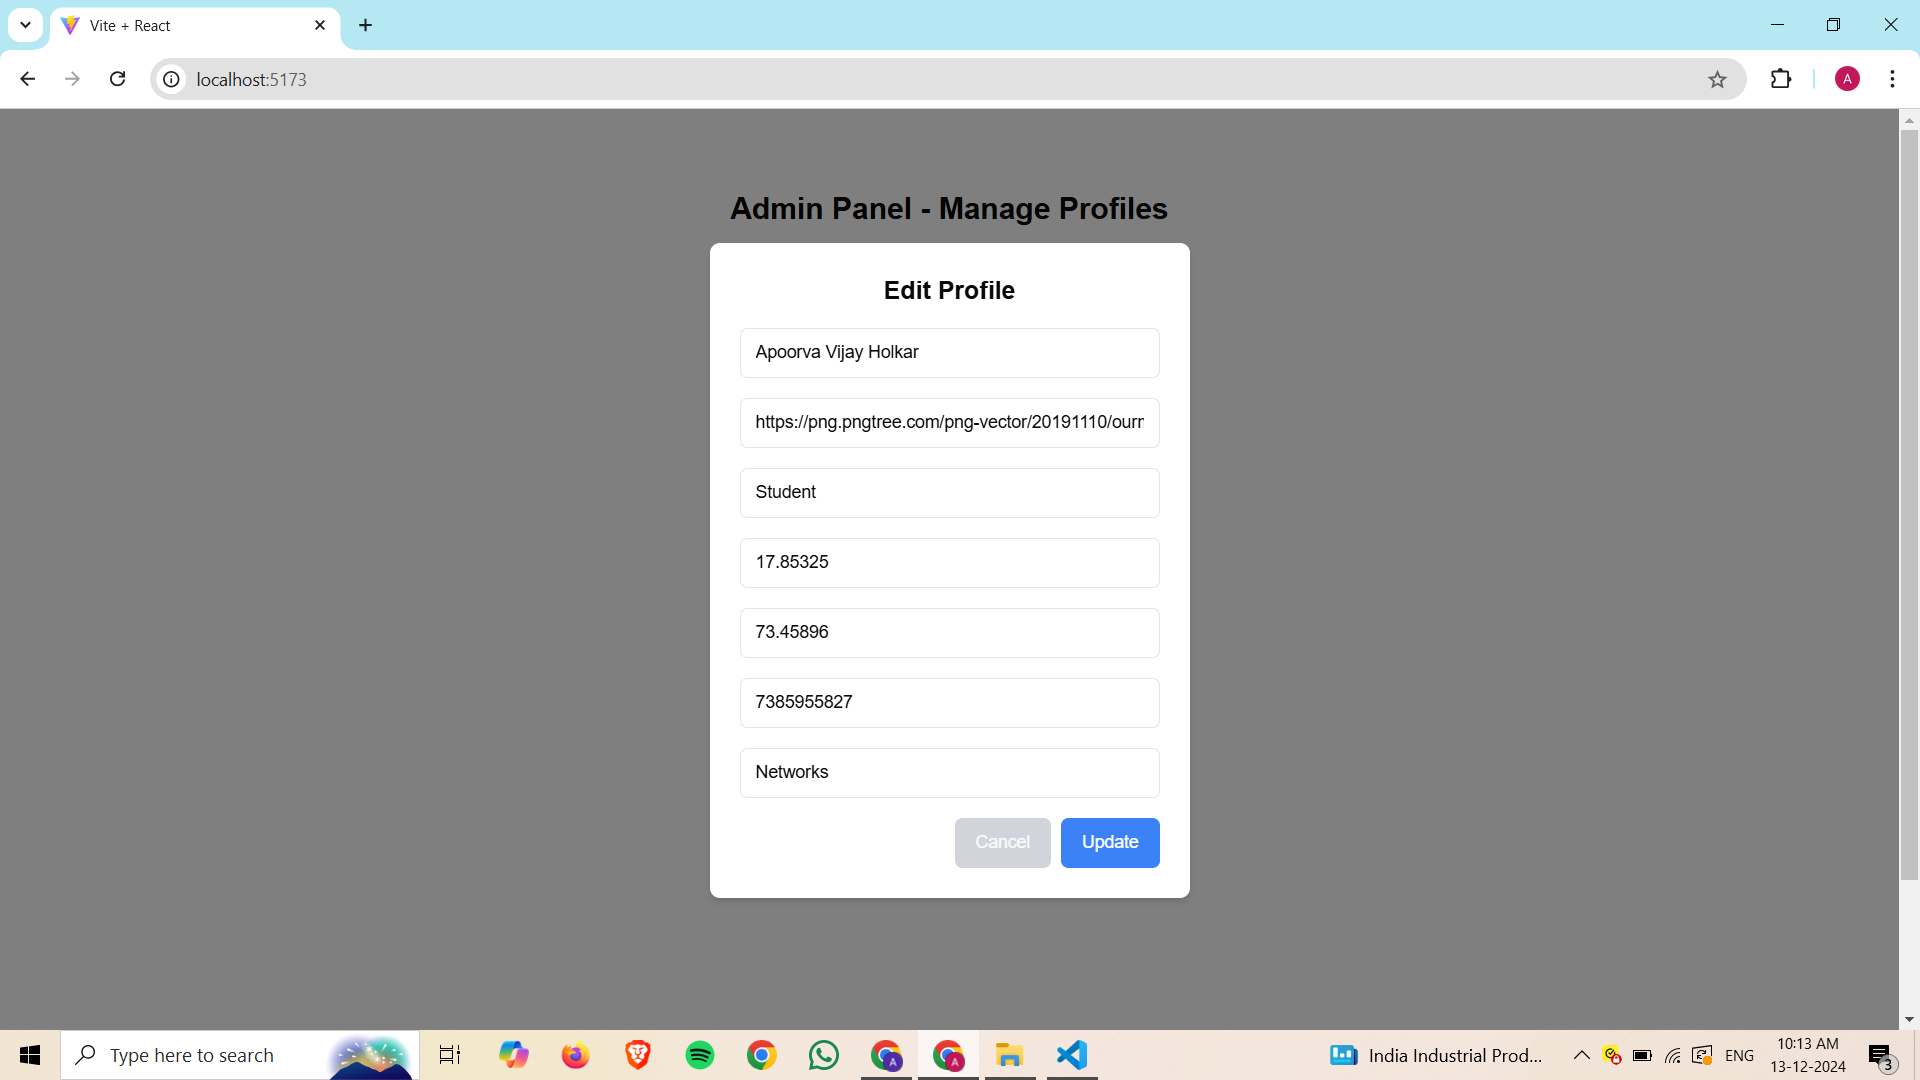 Vite + React
localhost:5173
A
Admin Panel - Manage Profiles
Edit Profile
Apoorva Vijay Holkar
https://png.pngtree.com/png-vector/20191110/ourr
Student
17.85325
73.45896
7385955827
Networks
Cancel Update
Type here to search
A
A
India Industrial Prod...
ENG
10:13 AM
13-12-2024
3